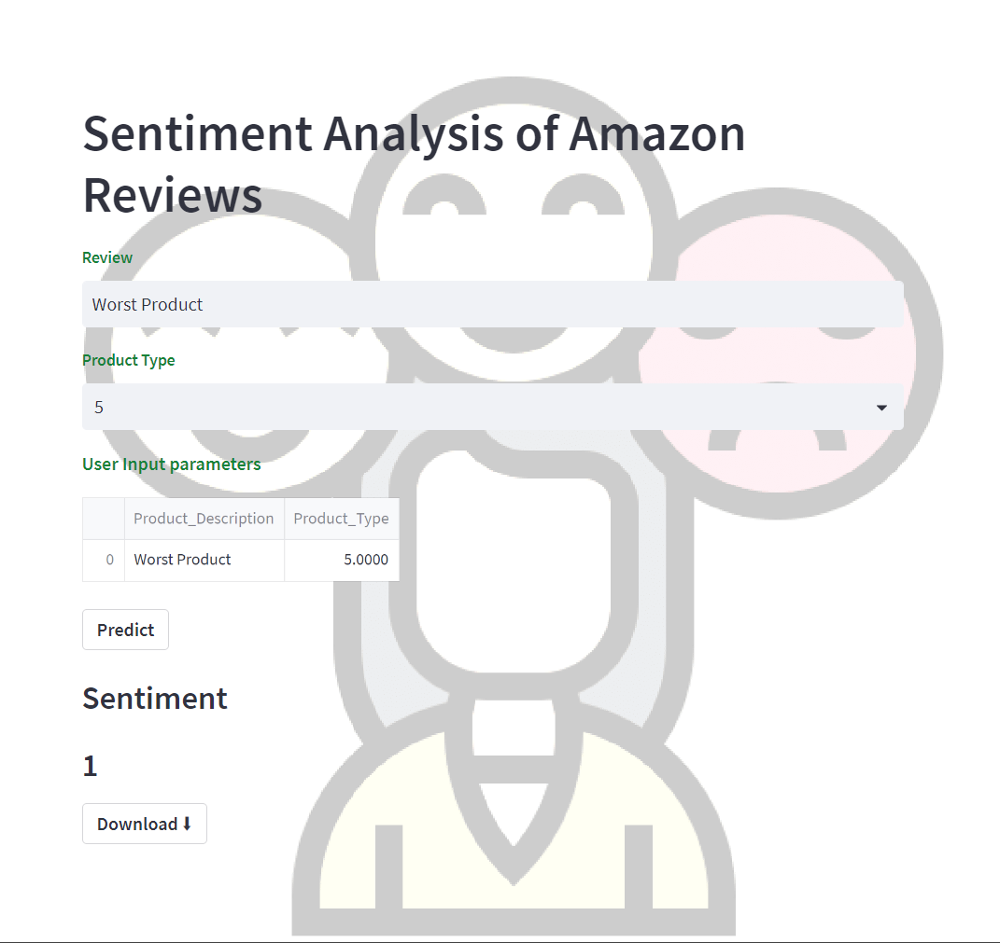 Sentiment Analysis of Amazon
Reviews
Review
Worst Product
Product Type
5
User Input parameters
Product_Description Product_Type
0 Worst Product 5.0000
Predict
Sentiment
1
Download ⬇